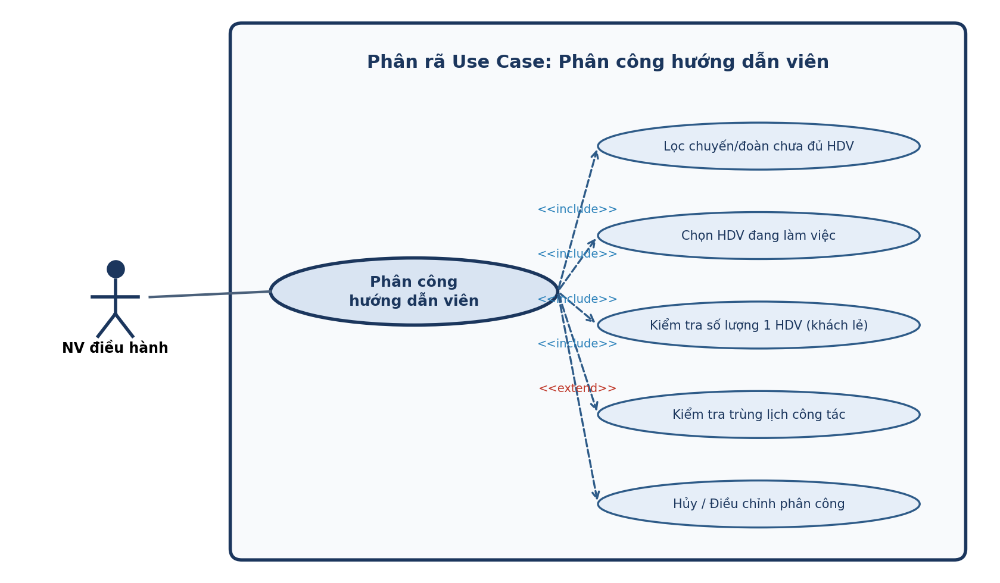 Phân rã Use Case: Phân công hướng dẫn viên
Lọc chuyến/đoàn chưa đủ HDV
<<include>>
Chọn HDV đang làm việc
<<include>>
Phân công
hướng dẫn viên
<<include>>
Kiểm tra số lượng 1 HDV (khách lẻ)
<<include>>
NV điều hành
<<extend>>
Kiểm tra trùng lịch công tác
Hủy / Điều chỉnh phân công